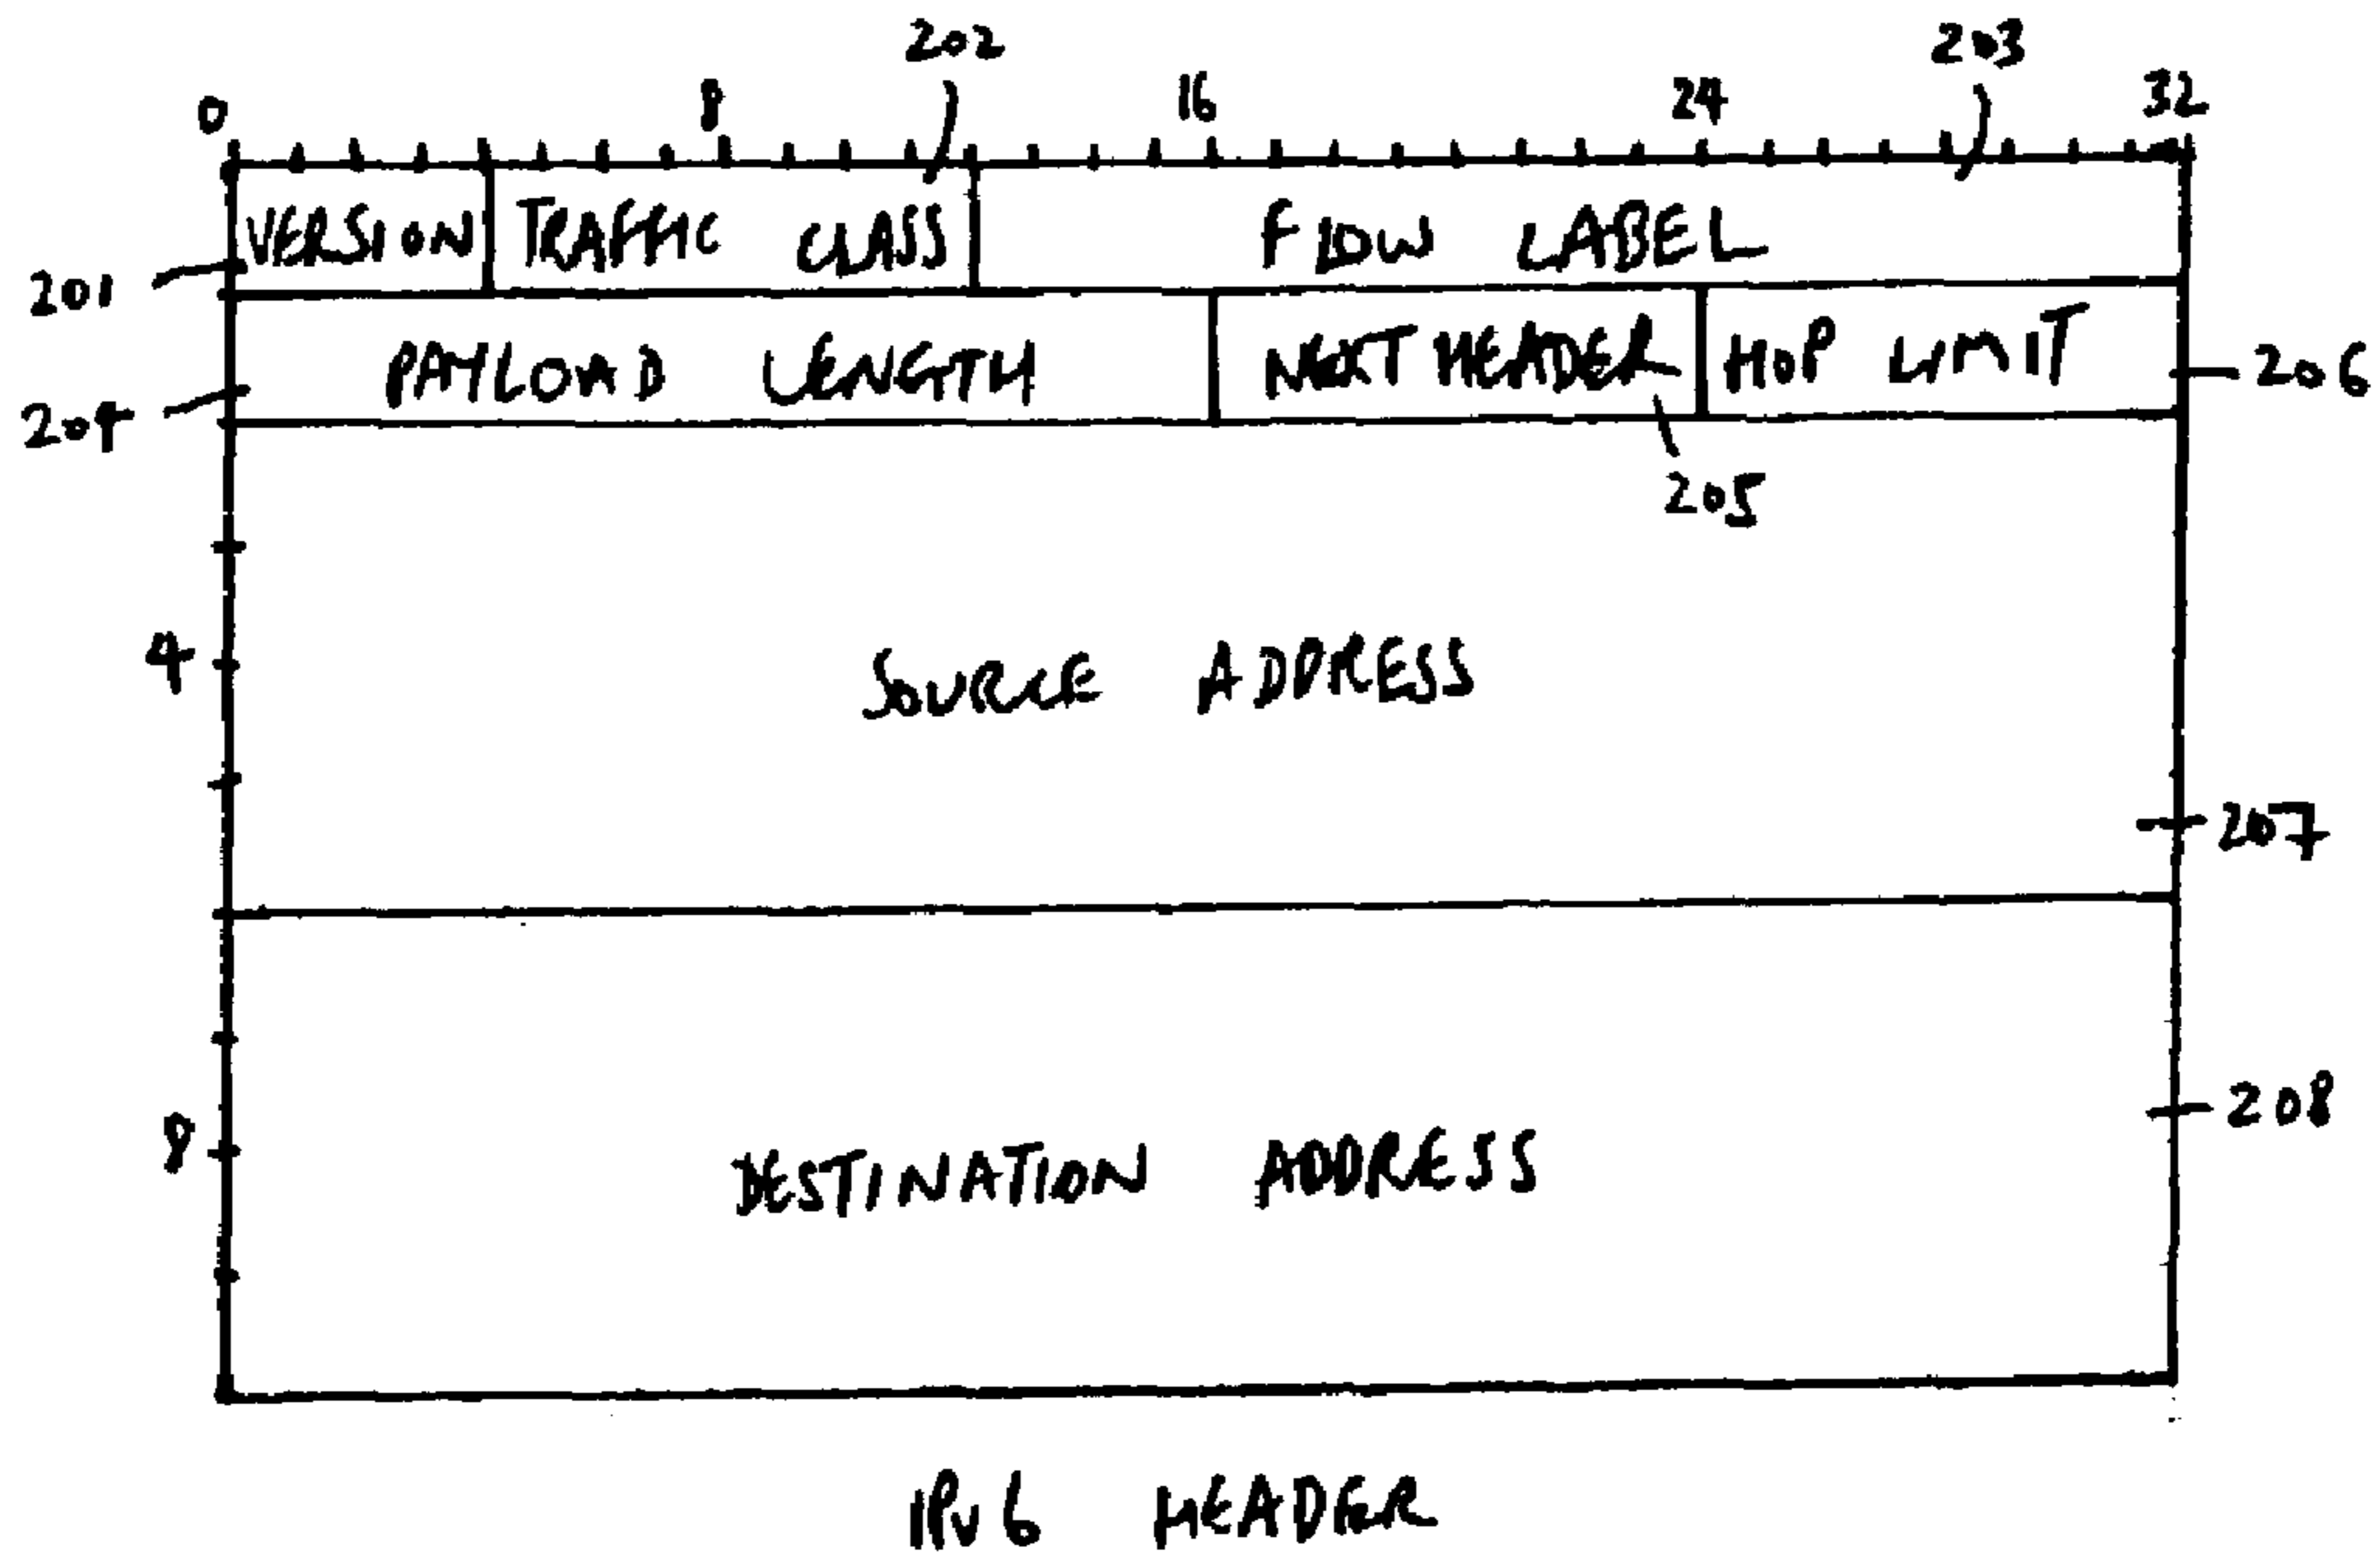 202 203
0 8 16 24 32
VERSION TRAFFIC CLASS FLOW LABEL
201
PAYLOAD LENGTH NEXT HEADER HOP LIMIT 206
204
205
4 SOURCE ADDRESS
207
208
8 DESTINATION ADDRESS
IPv6 HEADER